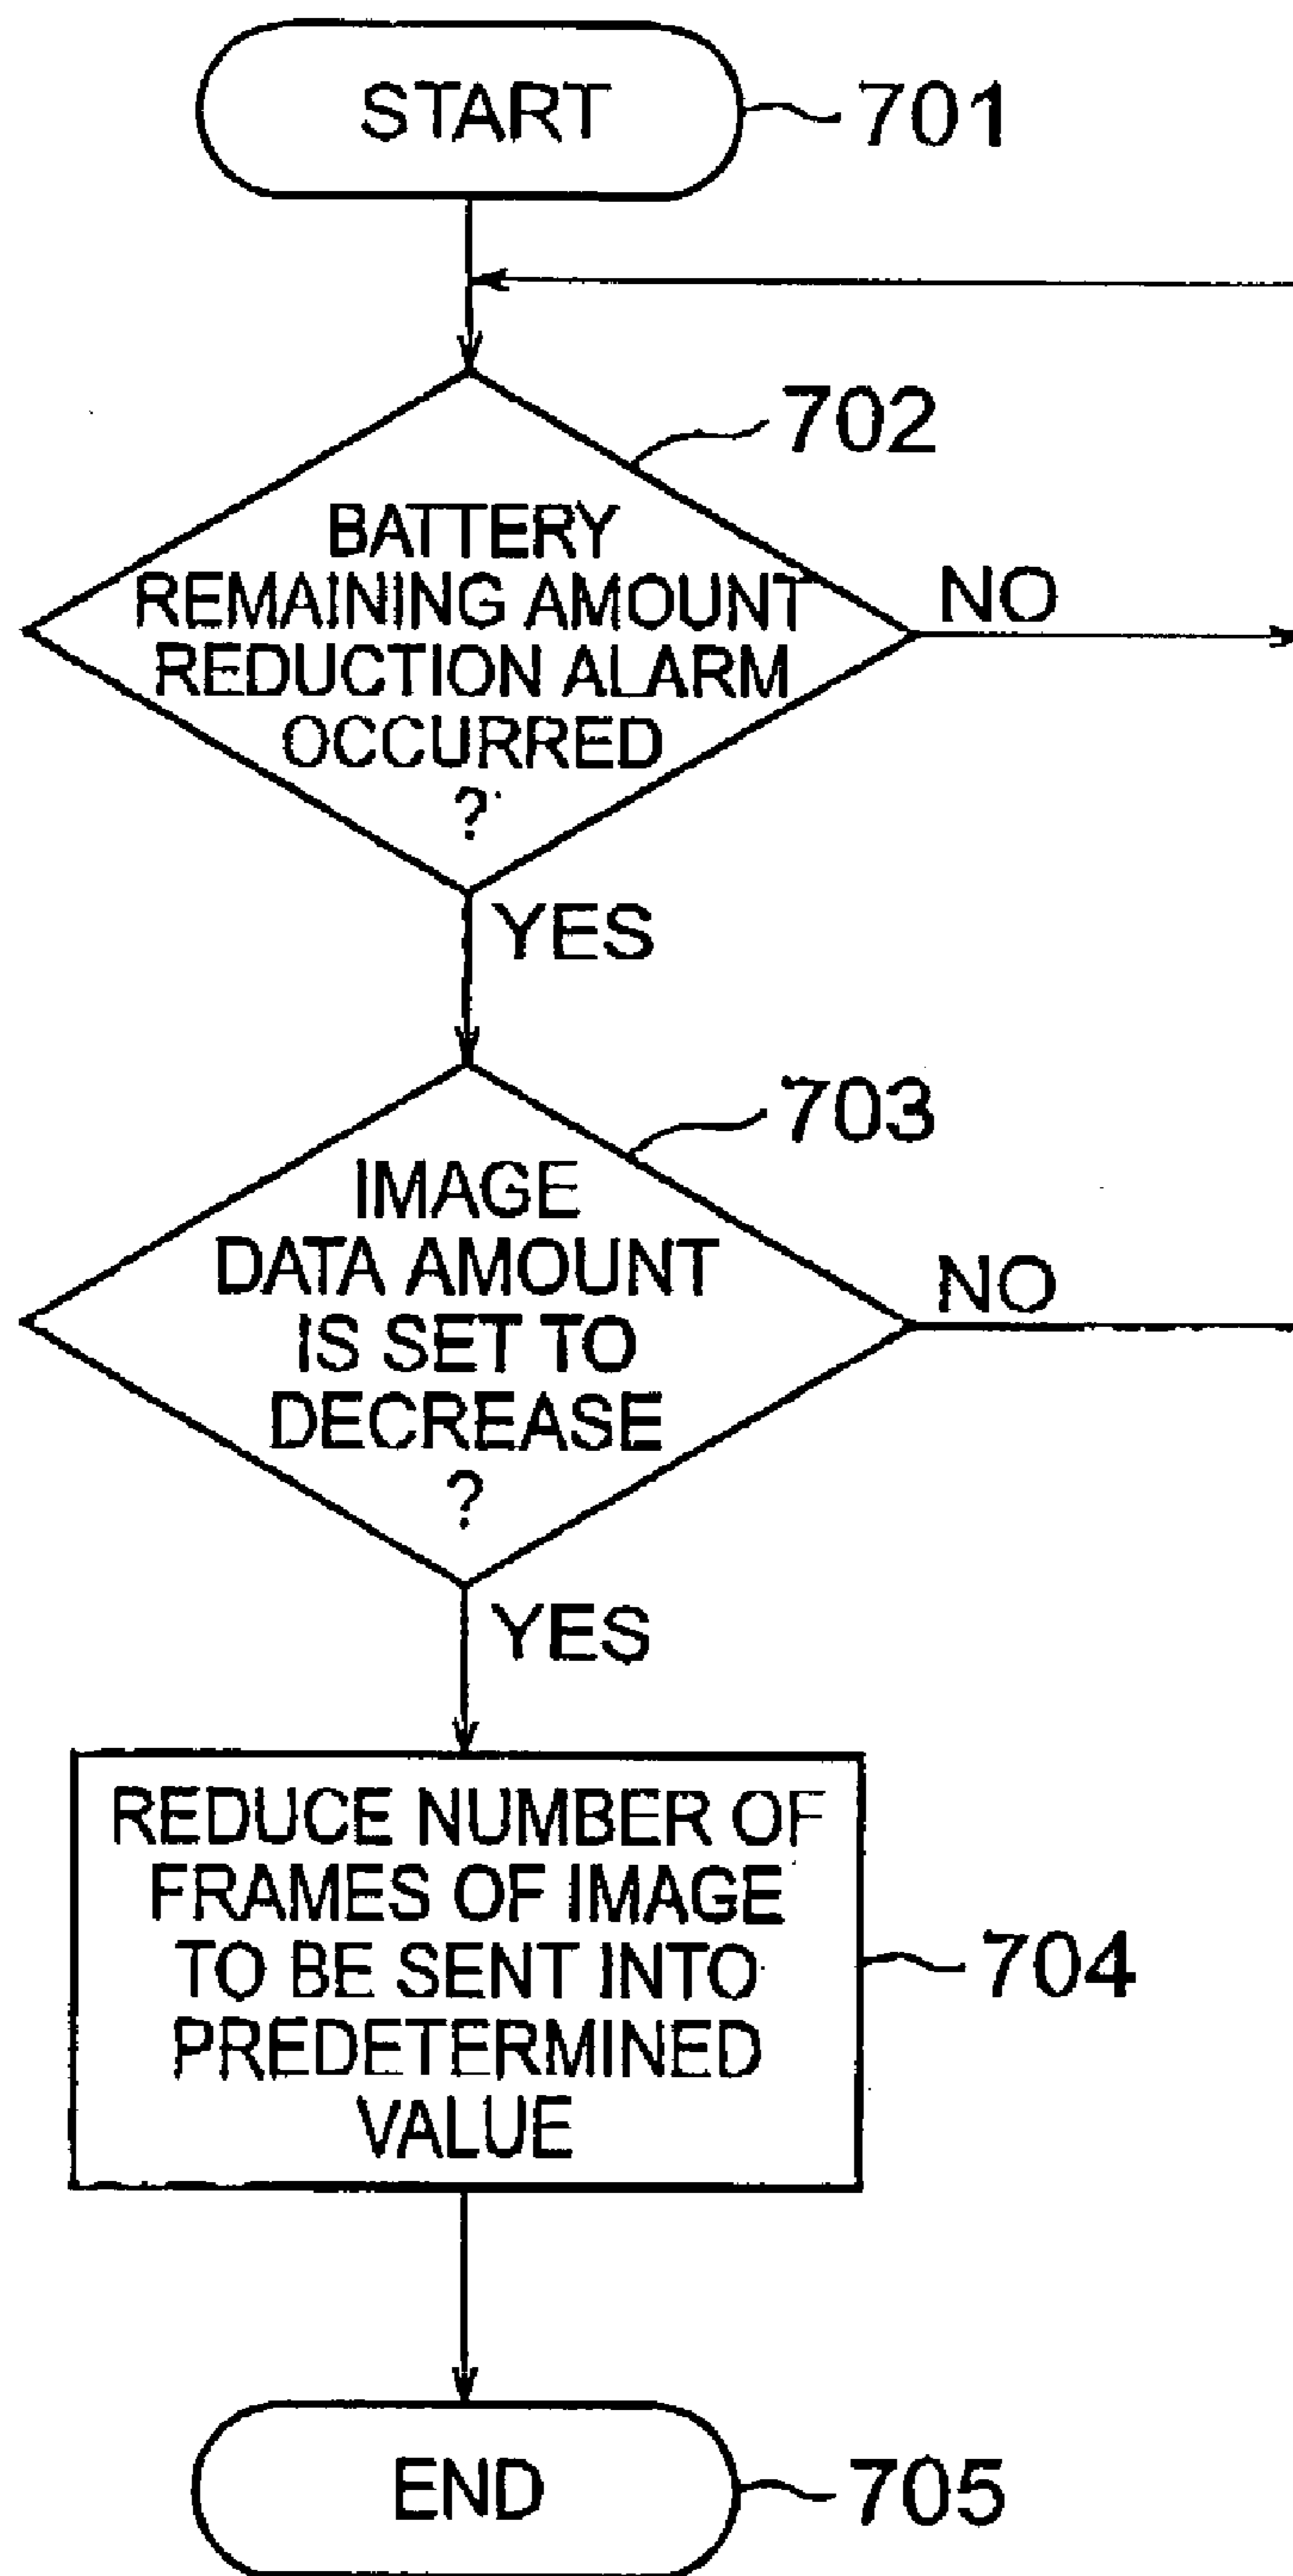 START
701
702
BATTERY
REMAINING AMOUNT
REDUCTION ALARM
OCCURRED
?
NO
YES
703
IMAGE
DATA AMOUNT
IS SET TO
DECREASE
?
NO
YES
REDUCE NUMBER OF
FRAMES OF IMAGE
TO BE SENT INTO
PREDETERMINED
VALUE
704
END
705